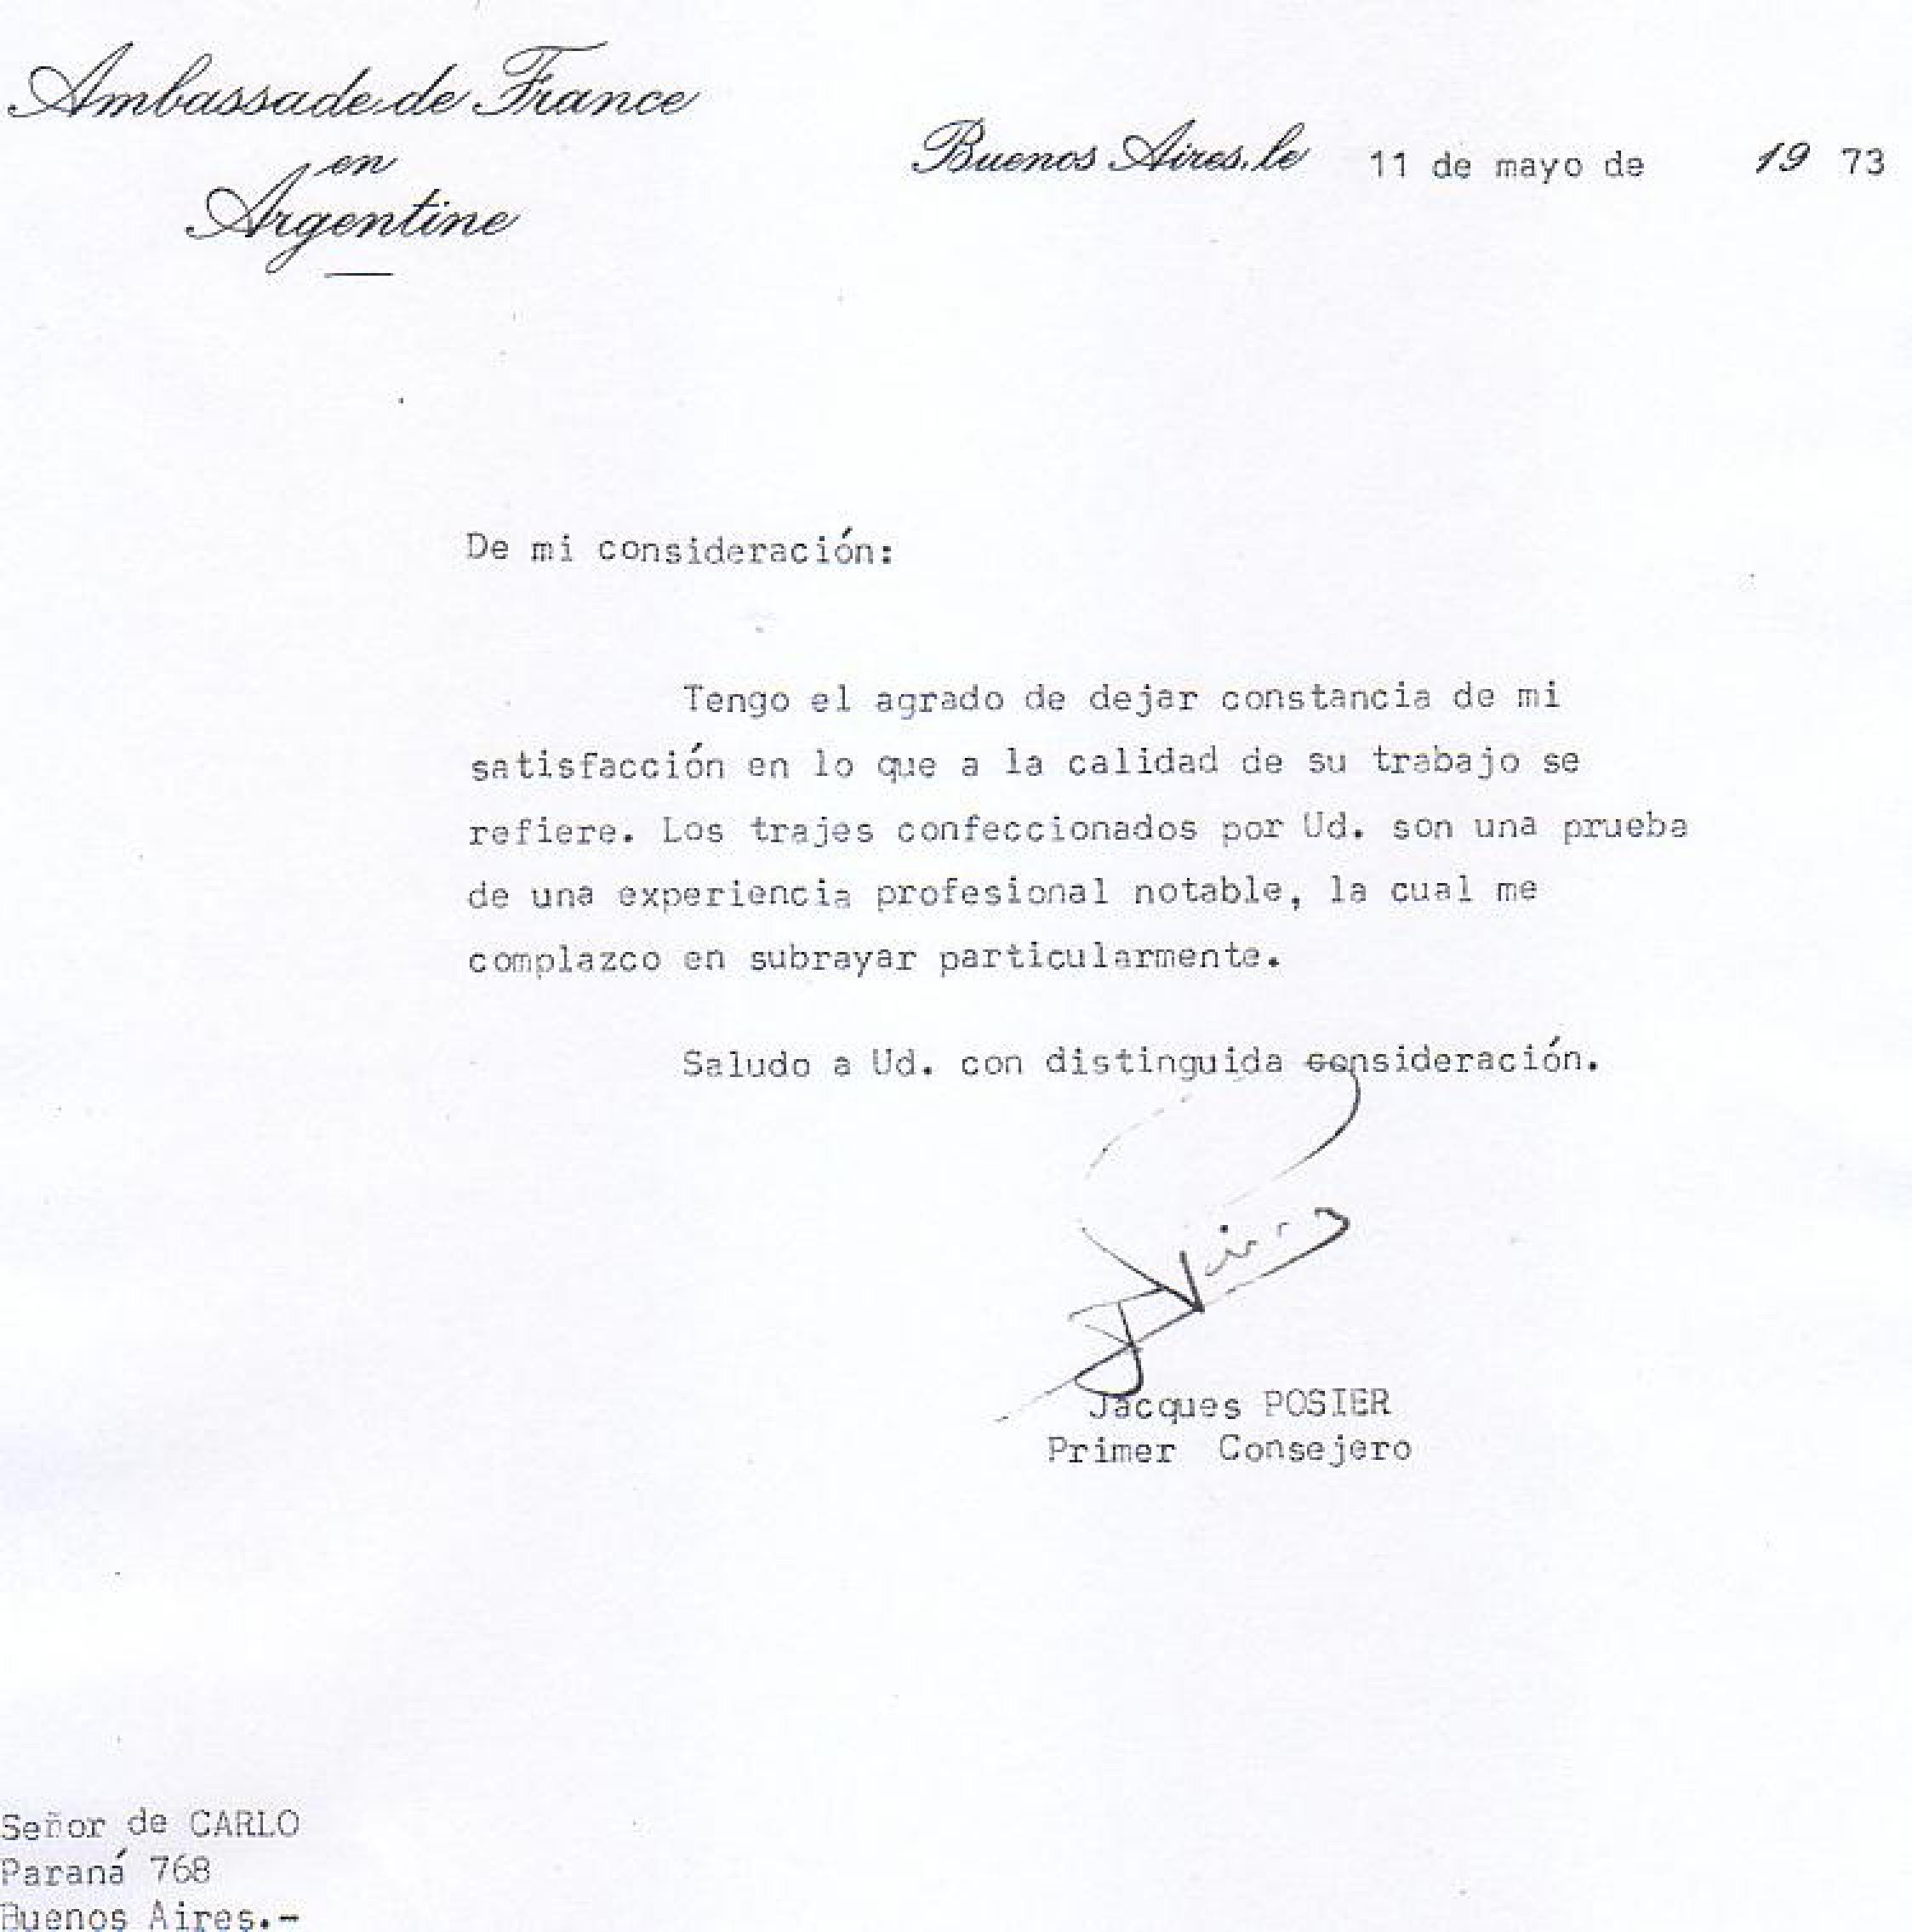 Ambassade de France
en
Argentine
Buenos Aires, le 11 de mayo de 19 73
De mi consideración:
Tengo el agrado de dejar constancia de mi
satisfacción en lo que a la calidad de su trabajo se
refiere. Los trajes confeccionados por Ud. son una prueba
de una experiencia profesional notable, la cual me
complazco en subrayar particularmente.
Saludo a Ud. con distinguida consideración.
Jacques POSIER
Primer Consejero
Señor de CARLO
Paraná 768
Buenos Aires.-